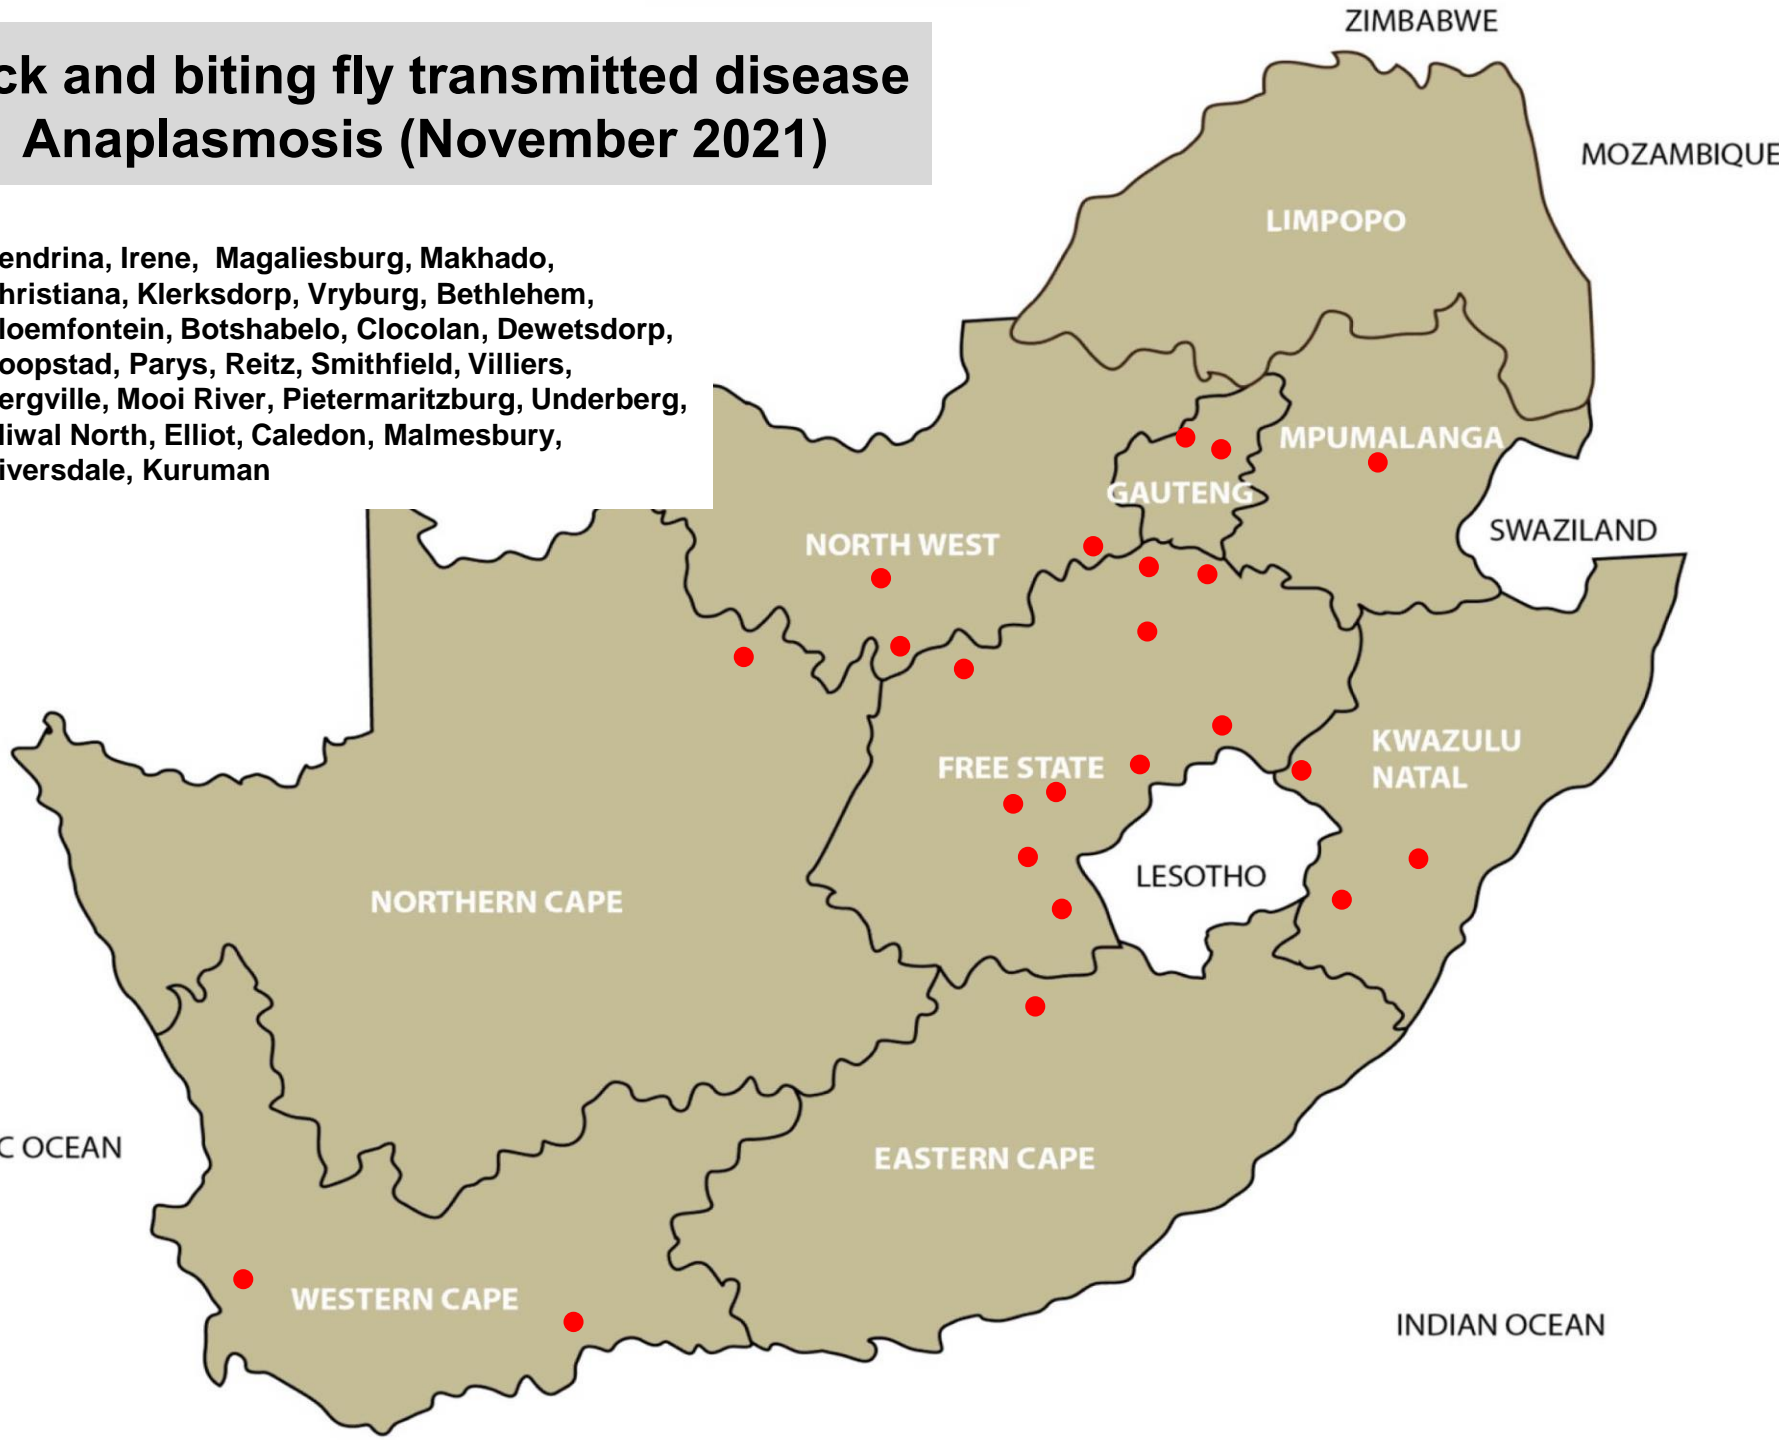 ZIMBABWE
ck and biting fly transmitted disease
Anaplasmosis (November 2021)
MOZAMBIQUE
LIMPOPO
endrina, Irene, Magaliesburg, Makhado,
hristiana, Klerksdorp, Vryburg, Bethlehem,
loemfontein, Botshabelo, Clocolan, Dewetsdorp,
oopstad, Parys, Reitz, Smithfield, Villiers,
ergville, Mooi River, Pietermaritzburg, Underberg,
liwal North, Elliot, Caledon, Malmesbury,
iversdale, Kuruman
MPUMALANGA
GAUTENG
SWAZILAND
NORTH WEST
KWAZULU
NATAL
FREE STATE
LESOTHO
NORTHERN CAPE
C OCEAN
EASTERN CAPE
WESTERN CAPE
INDIAN OCEAN